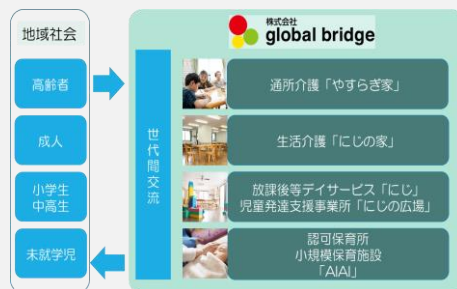 地域社会
高齢者
成人
小学生
中高生
未就学児
株式会社
global bridge
世代間交流
通所介護「やすらぎ家」
生活介護「にじの家」
放課後等デイサービス「にじ」
児童発達支援事業所「にじの広場」
認可保育所
小規模保育施設
「AIAI」